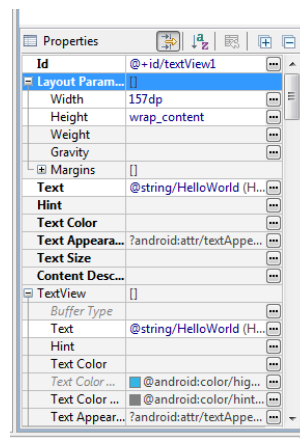 Properties
Id @+id/textView1
Layout Param... []
Width 157dp
Height wrap_content
Weight
Gravity
Margins []
Text @string/HelloWorld (H...
Hint
Text Color
Text Appeara... ?android:attr/textAppe...
Text Size
Content Desc...
TextView []
Buffer Type
Text @string/HelloWorld (H...
Hint
Text Color
Text Color ... @android:color/hig...
Text Color ... @android:color/hint...
Text Appear... ?android:attr/textAppe...